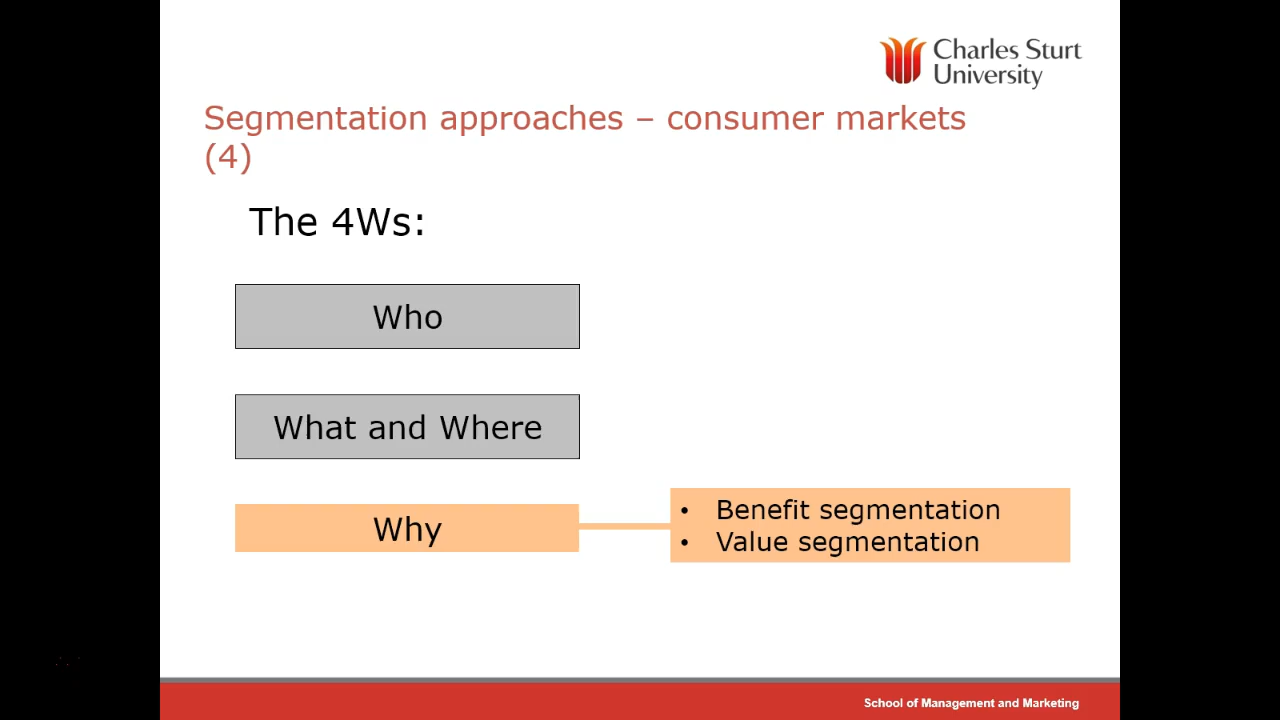 Charles Sturt
University
Segmentation approaches – consumer markets
(4)
The 4Ws:
Who
What and Where
Why
• Benefit segmentation
• Value segmentation
School of Management and Marketing